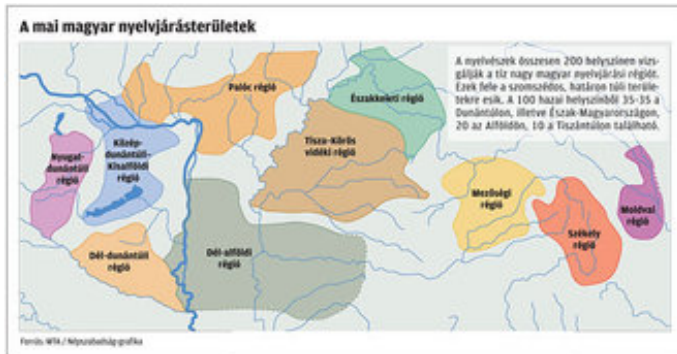 A mai magyar nyelvjárásterületek
A nyelvészek összesen 200 helyszínen vizs-
gálják a tíz nagy magyar nyelvjárási régiót.
Ezek fele a szomszédos, határon túli terüle-
tekre esik. A 100 hazai helyszínből 35-35 a
Dunántúlon, illetve Észak-Magyarországon,
20 az Alföldön, 10 a Tiszántúlon található.
Palóc régió
Északkeleti régió
Tisza-Körös
vidéki régió
Közép-
dunántúli-
Kisalföldi
régió
Nyugat-
dunántúli
régió
Mezőségi
régió
Moldvai
régió
Székely
régió
Dél-dunántúli
régió
Dél-alföldi
régió
Forrás: MTA / Népszabadság-grafika